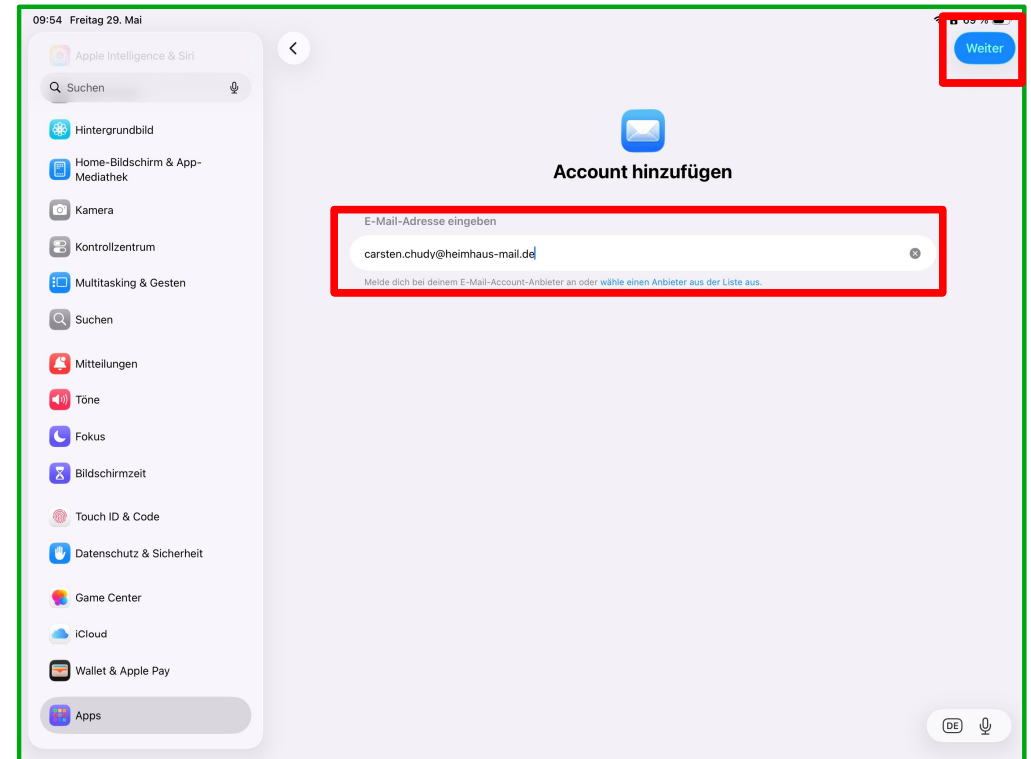 09:54 Freitag 29. Mai
69 %
Apple Intelligence & Siri
Weiter
Suchen
Hintergrundbild
Account hinzufügen
Home-Bildschirm & App-
Mediathek
Kamera
E-Mail-Adresse eingeben
Kontrollzentrum
carsten.chudy@heimhaus-mail.de
Multitasking & Gesten
Melde dich bei deinem E-Mail-Account-Anbieter an oder wähle einen Anbieter aus der Liste aus.
Suchen
Mitteilungen
Töne
Fokus
Bildschirmzeit
Touch ID & Code
Datenschutz & Sicherheit
Game Center
iCloud
Wallet & Apple Pay
Apps
DE